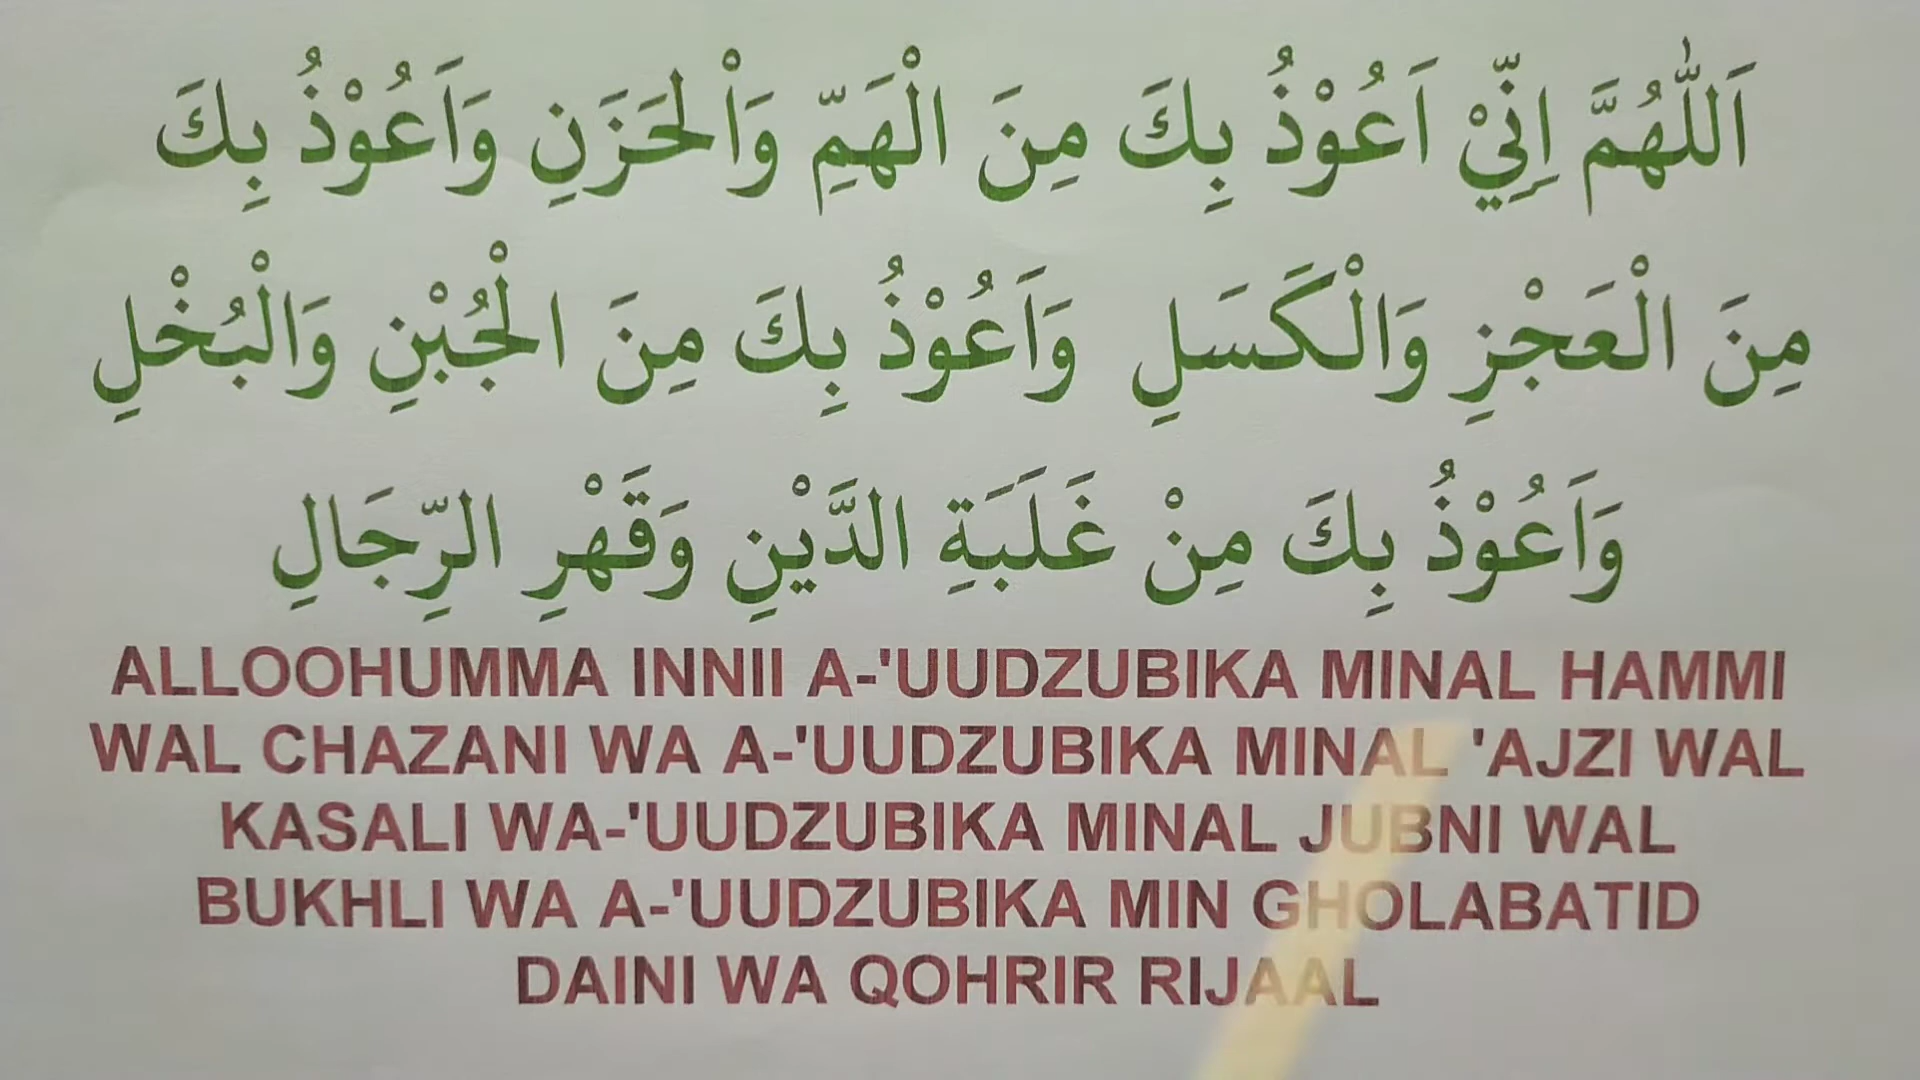 اَللّٰهُمَّ اِنِّيْ اَعُوْذُ بِكَ مِنَ الْهَمِّ وَاْلحَزَنِ وَاَعُوْذُ بِكَ
مِنَ الْعَجْزِ وَالْكَسَلِ وَاَعُوْذُ بِكَ مِنَ الْجُبْنِ وَالْبُخْلِ
وَاَعُوْذُ بِكَ مِنْ غَلَبَةِ الدَّيْنِ وَقَهْرِ الرِّجَالِ
ALLOOHUMMA INNII A-'UUDZUBIKA MINAL HAMMI
WAL CHAZANI WA A-'UUDZUBIKA MINAL 'AJZI WAL
KASALI WA-'UUDZUBIKA MINAL JUBNI WAL
BUKHLI WA A-'UUDZUBIKA MIN GHOLABATID
DAINI WA QOHRIR RIJAAL